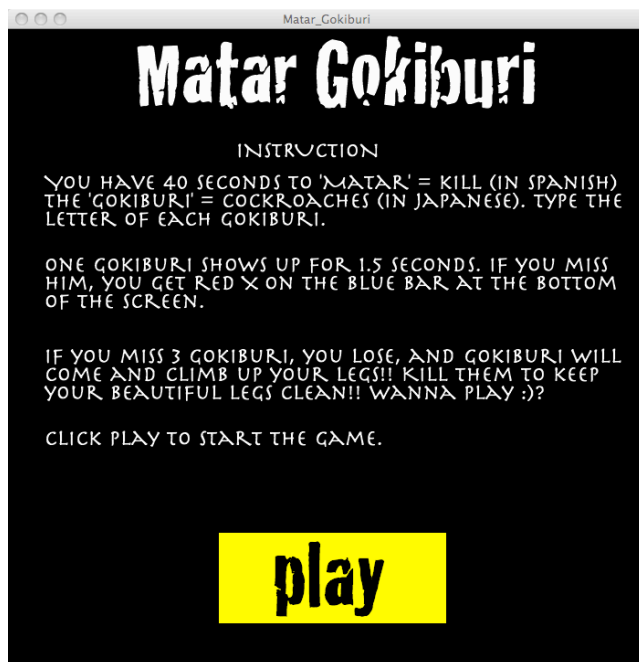 Matar_Gokiburi
Matar Gokiburi
INSTRUCTION
YOU HAVE 40 SECONDS TO 'MATAR' = KILL (IN SPANISH)
THE 'GOKIBURI' = COCKROACHES (IN JAPANESE). TYPE THE
LETTER OF EACH GOKIBURI.
ONE GOKIBURI SHOWS UP FOR 1.5 SECONDS. IF YOU MISS
HIM, YOU GET RED X ON THE BLUE BAR AT THE BOTTOM
OF THE SCREEN.
IF YOU MISS 3 GOKIBURI, YOU LOSE, AND GOKIBURI WILL
COME AND CLIMB UP YOUR LEGS!! KILL THEM TO KEEP
YOUR BEAUTIFUL LEGS CLEAN!! WANNA PLAY :)?
CLICK PLAY TO START THE GAME.
play